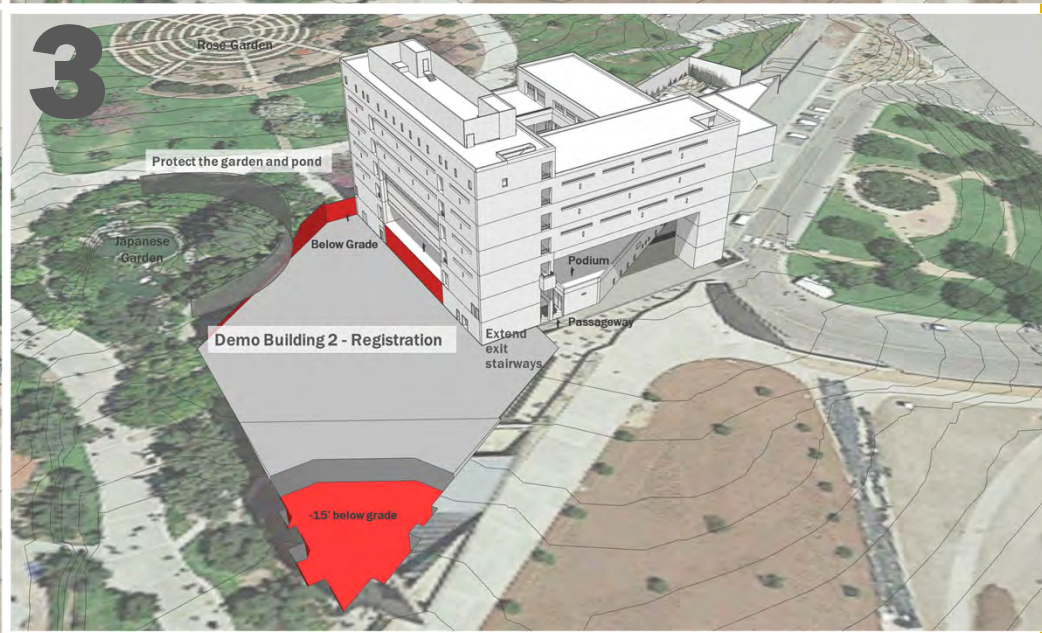 3
Rose Garden
Protect the garden and pond
Japanese
Garden
Below Grade
Podium
Passageway
Demo Building 2 - Registration
Extend
exit
stairways
-15' below grade